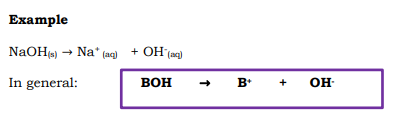 Example
NaOH(s) → Na⁺ (aq) + OH⁻(aq)
In general: BOH → B⁺ + OH⁻